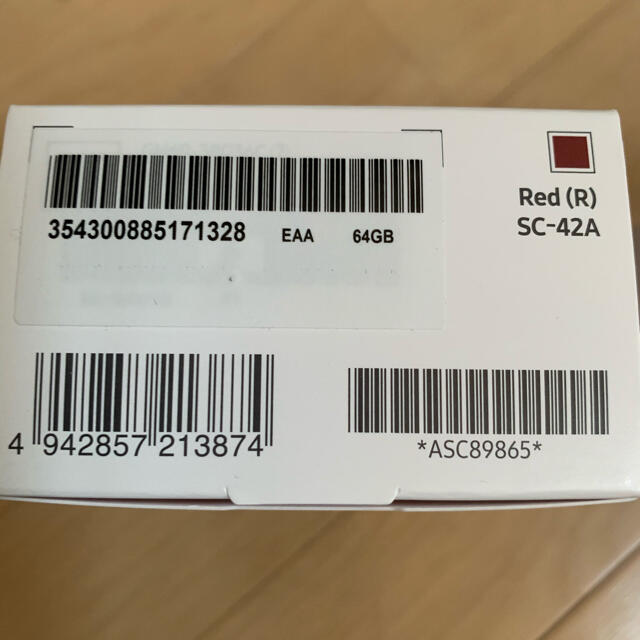 354300885171328 EAA 64GB
Red (R)
SC-42A
4 942857 213874
*ASC89865*